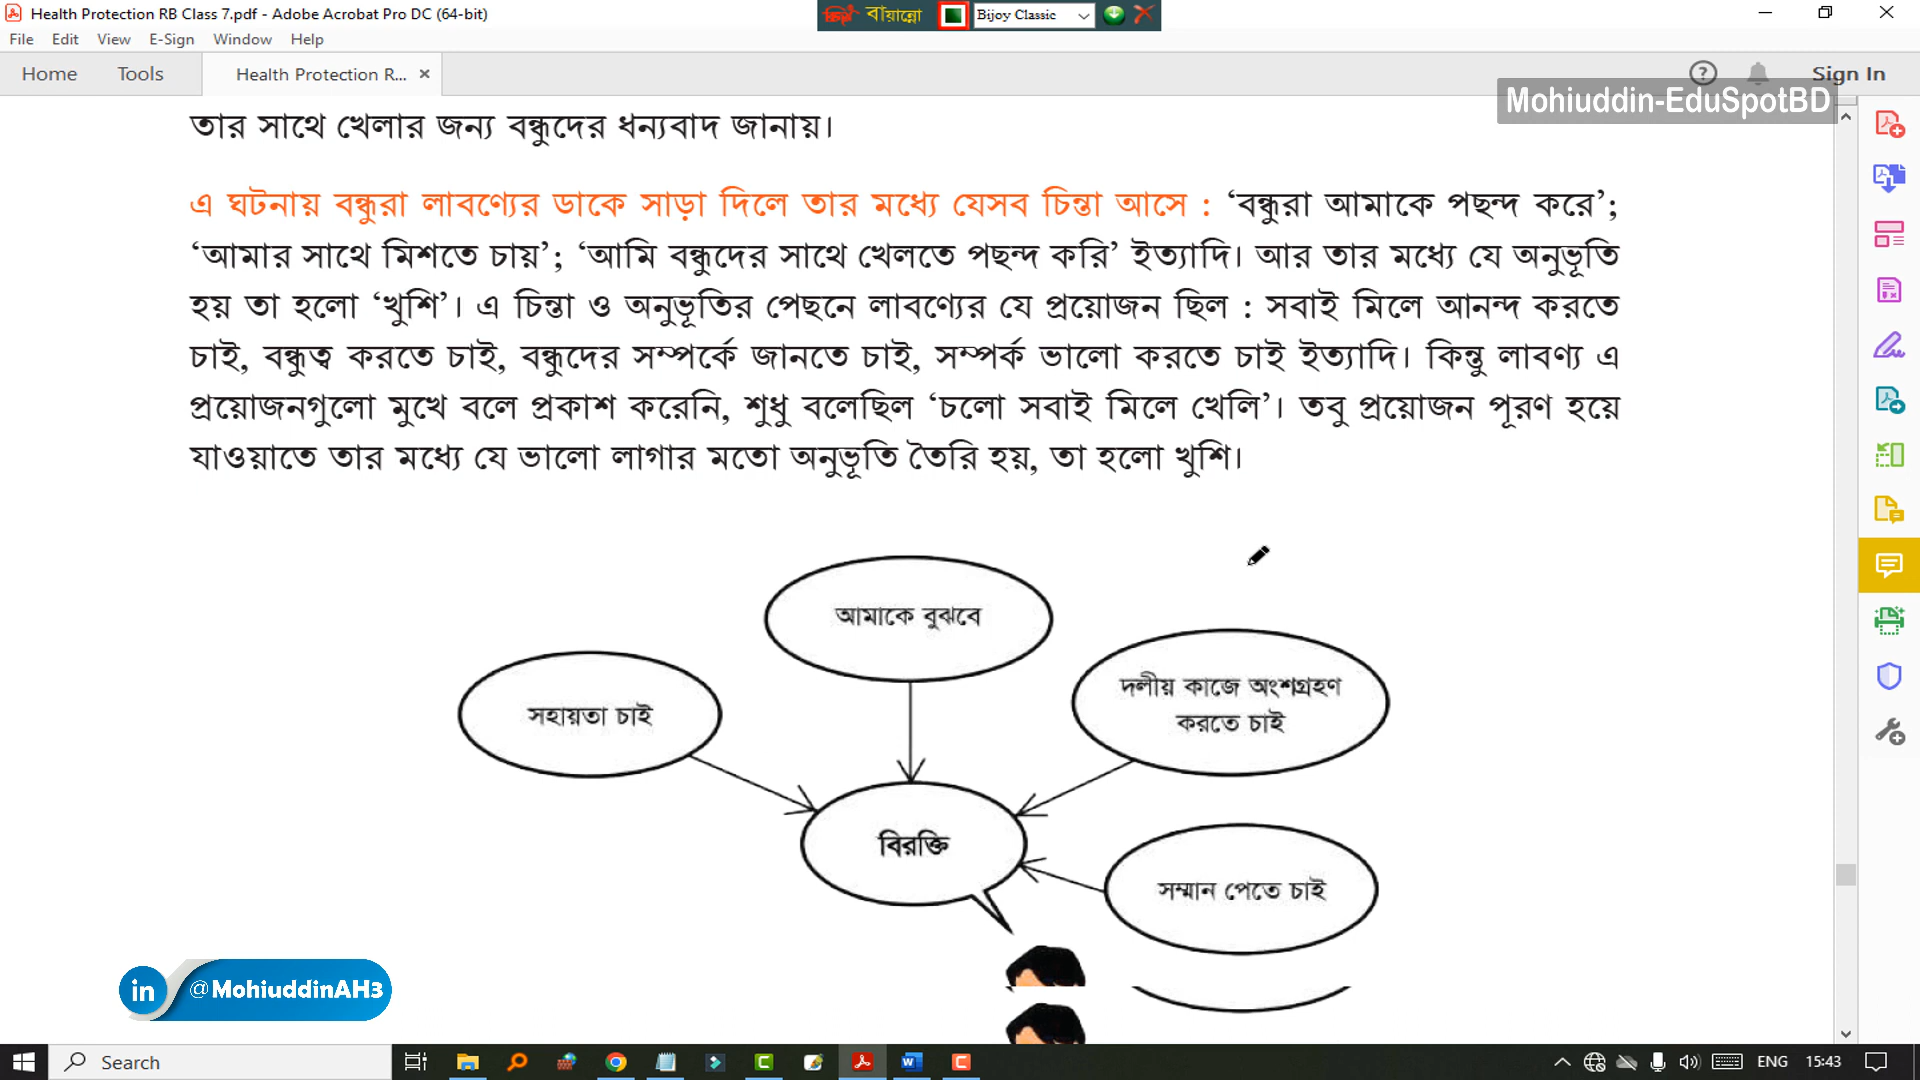 Health Protection RB Class 7.pdf - Adobe Acrobat Pro DC (64-bit)
বায়ান্নো
Bijoy Classic
File Edit View E-Sign Window Help
Home Tools Health Protection R... Sign In
Mohiuddin-EduSpotBD
তার সাথে খেলার জন্য বন্ধুদের ধন্যবাদ জানায়।
এ ঘটনায় বন্ধুরা লাবণ্যের ডাকে সাড়া দিলে তার মধ্যে যেসব চিন্তা আসে : ‘বন্ধুরা আমাকে পছন্দ করে’;
‘আমার সাথে মিশতে চায়’; ‘আমি বন্ধুদের সাথে খেলতে পছন্দ করি’ ইত্যাদি। আর তার মধ্যে যে অনুভূতি
হয় তা হলো ‘খুশি’। এ চিন্তা ও অনুভূতির পেছনে লাবণ্যের যে প্রয়োজন ছিল : সবাই মিলে আনন্দ করতে
চাই, বন্ধুত্ব করতে চাই, বন্ধুদের সম্পর্কে জানতে চাই, সম্পর্ক ভালো করতে চাই ইত্যাদি। কিন্তু লাবণ্য এ
প্রয়োজনগুলো মুখে বলে প্রকাশ করেনি, শুধু বলেছিল ‘চলো সবাই মিলে খেলি’। তবু প্রয়োজন পূরণ হয়ে
যাওয়াতে তার মধ্যে যে ভালো লাগার মতো অনুভূতি তৈরি হয়, তা হলো খুশি।
আমাকে বুঝবে
দলীয় কাজে অংশগ্রহণ
করতে চাই
সহায়তা চাই
বিরক্তি
সম্মান পেতে চাই
in @MohiuddinAH3
Search
ENG 15:43